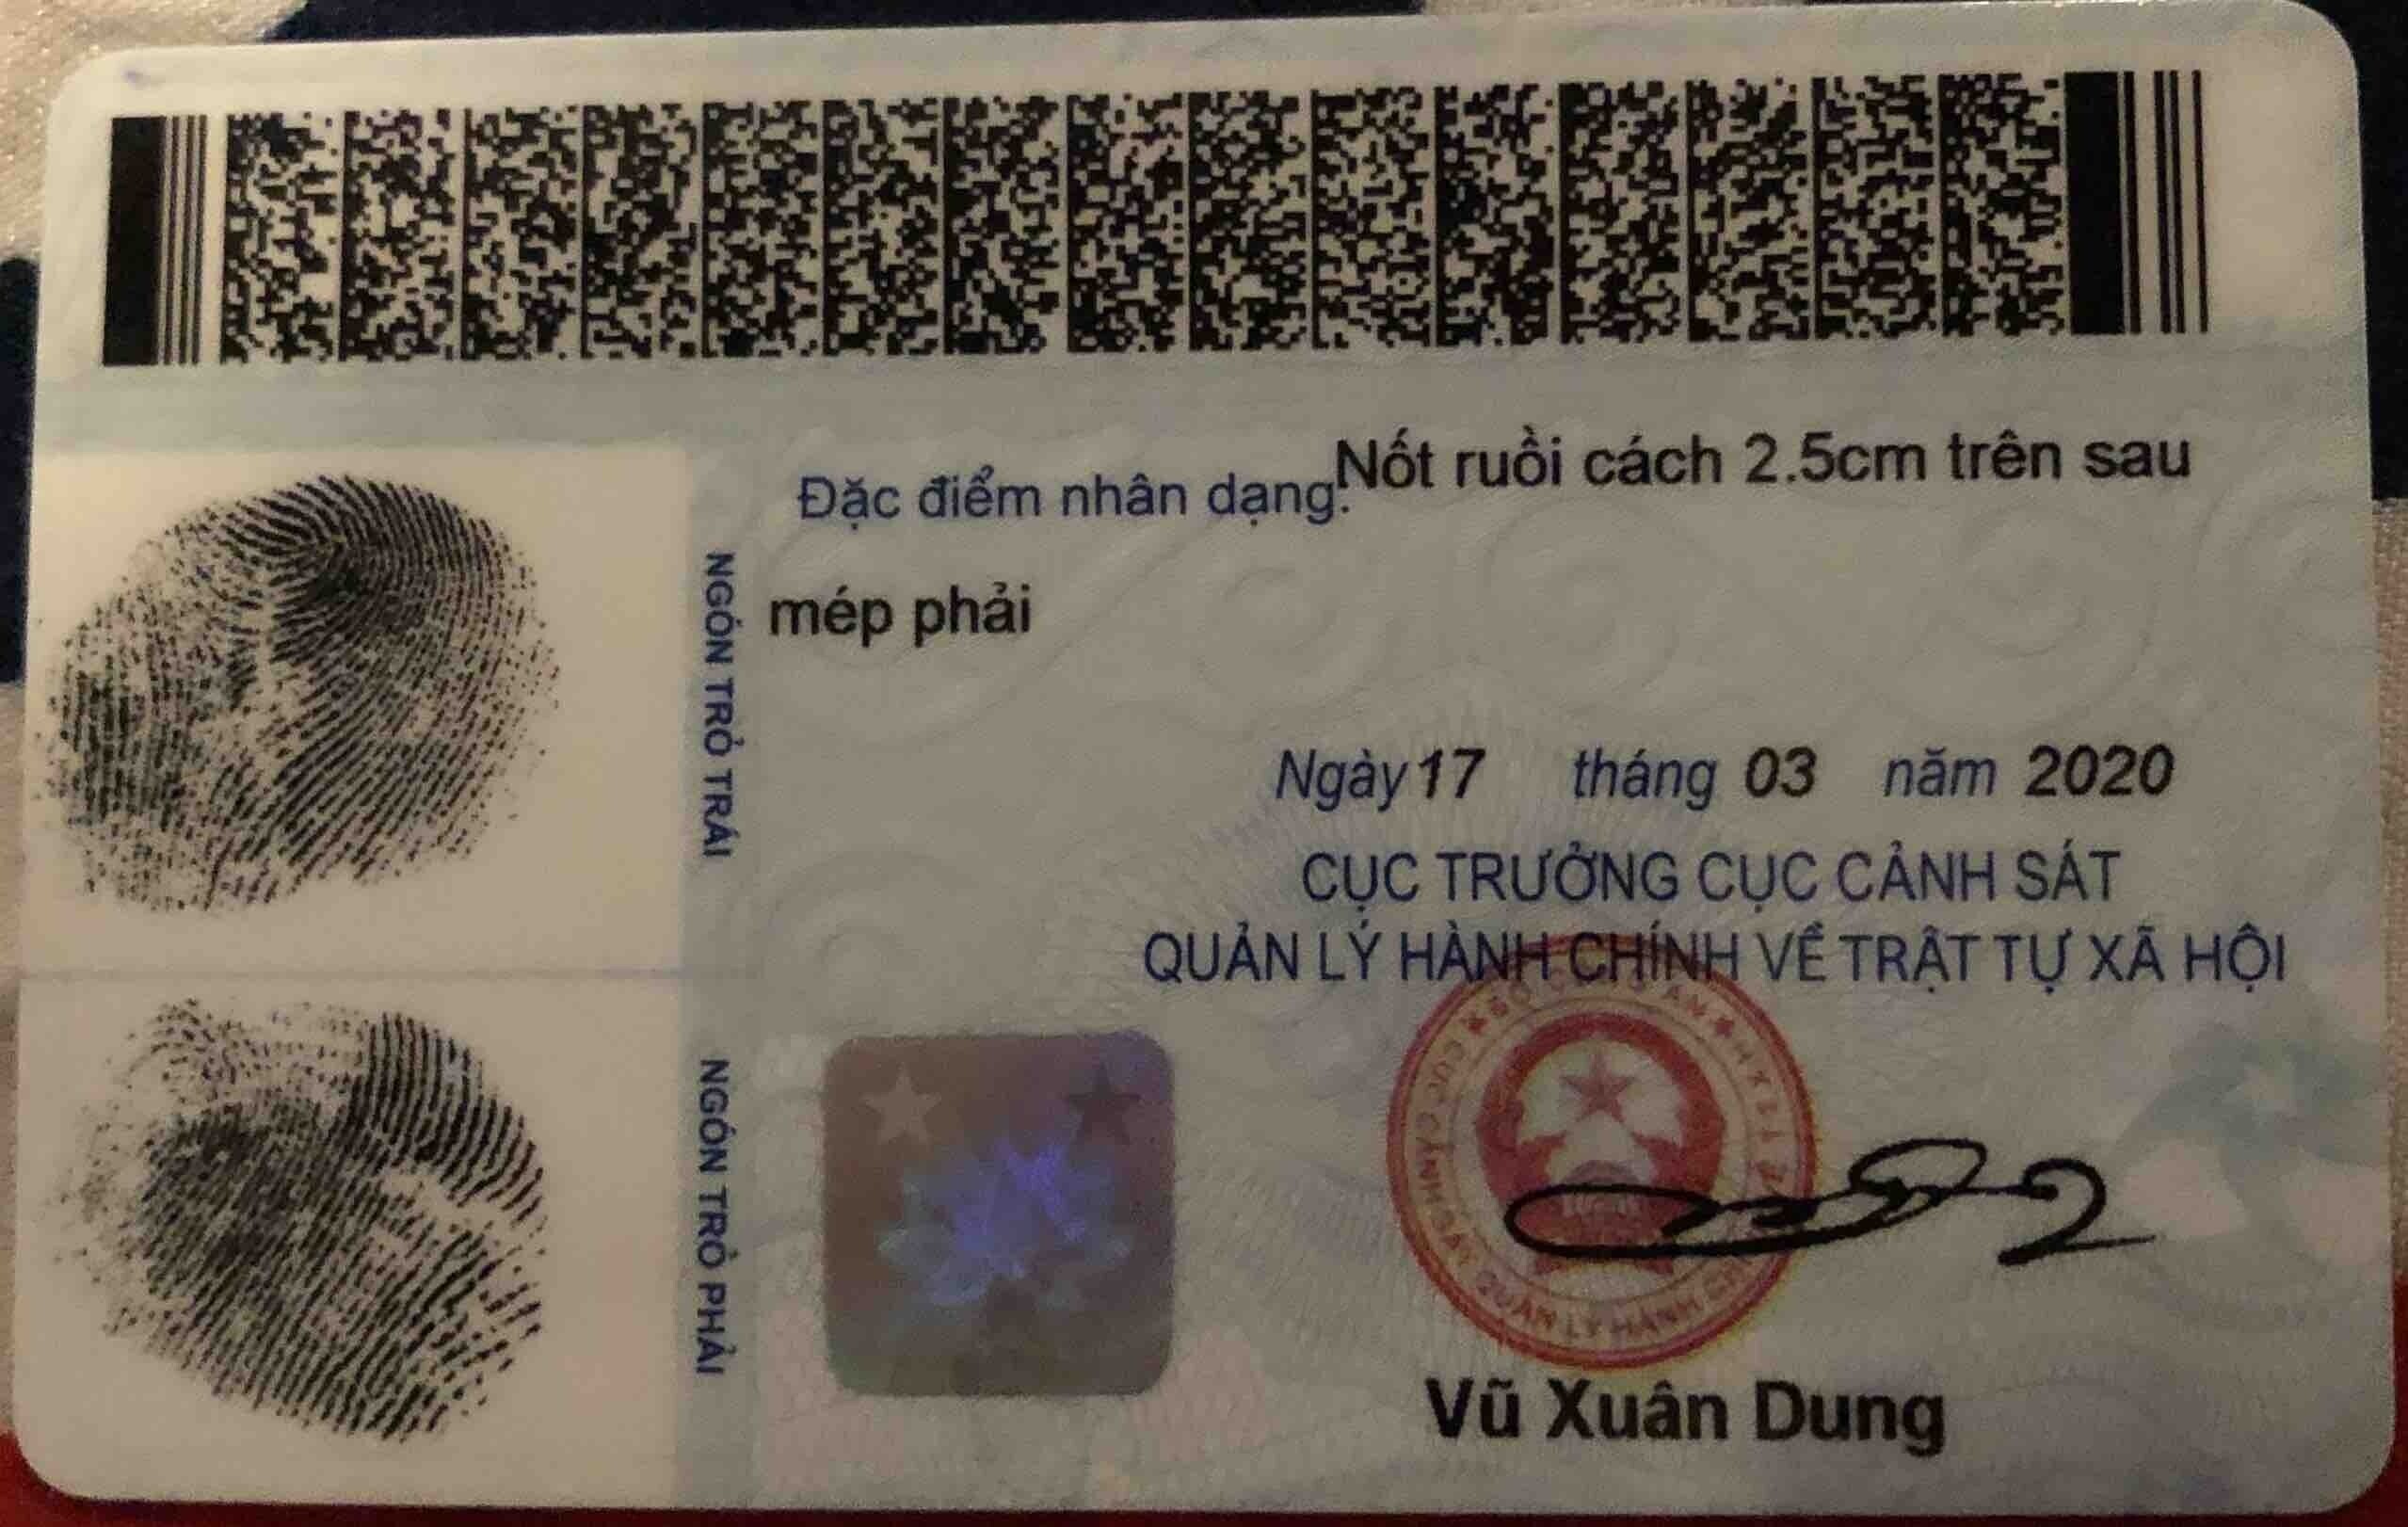 Đặc điểm nhân dạng: Nốt ruồi cách 2.5cm trên sau
mép phải
NGÓN TRỎ TRÁI
NGÓN TRỎ PHẢI
Ngày 17 tháng 03 năm 2020
CỤC TRƯỞNG CỤC CẢNH SÁT
QUẢN LÝ HÀNH CHÍNH VỀ TRẬT TỰ XÃ HỘI
Vũ Xuân Dung